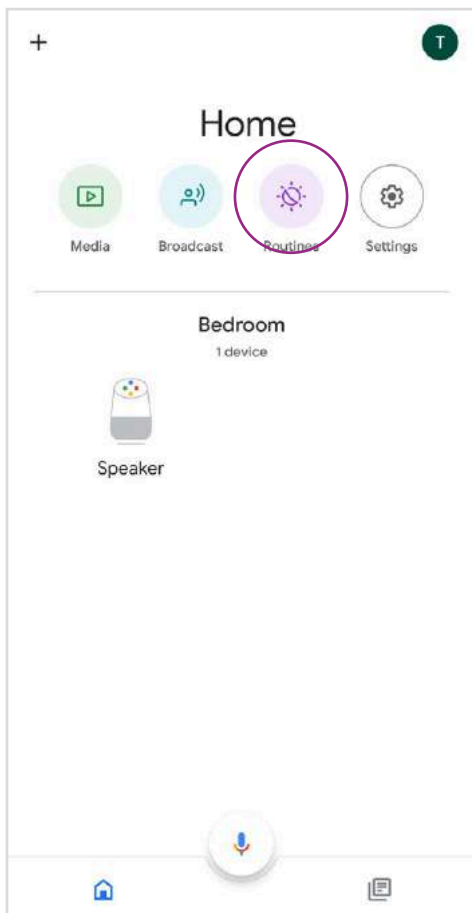 T
Home
Media Broadcast Routines Settings
Bedroom
1 device
Speaker